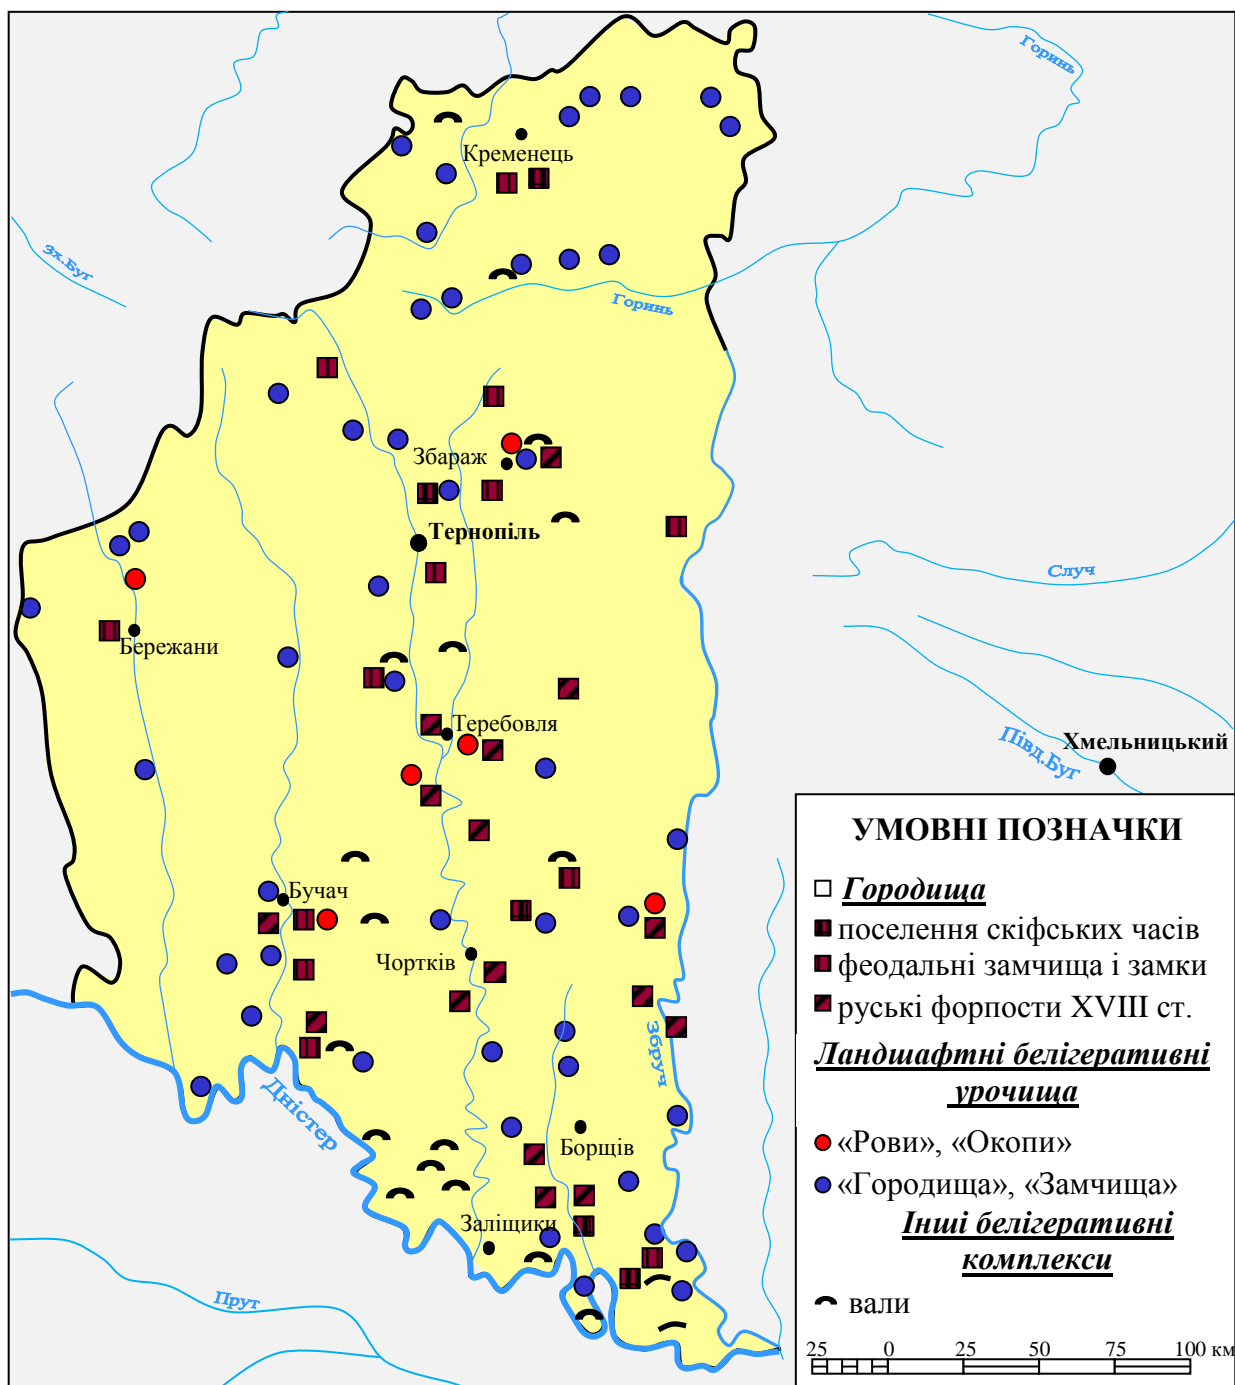 Горинь
Кременець
Зх.Буг
Горинь
Збараж
Тернопіль
Случ
Бережани
Теребовля
Півд.Буг
Хмельницький
Бучач
Чортків
Збруч
Дністер
Борщів
Заліщики
Прут
УМОВНІ ПОЗНАЧКИ
Городища
поселення скіфських часів
феодальні замчища і замки
руські форпости XVIII ст.
Ландшафтні белігеративні
урочища
«Рови», «Окопи»
«Городища», «Замчища»
Інші белігеративні
комплекси
вали
25 0 25 50 75 100 км